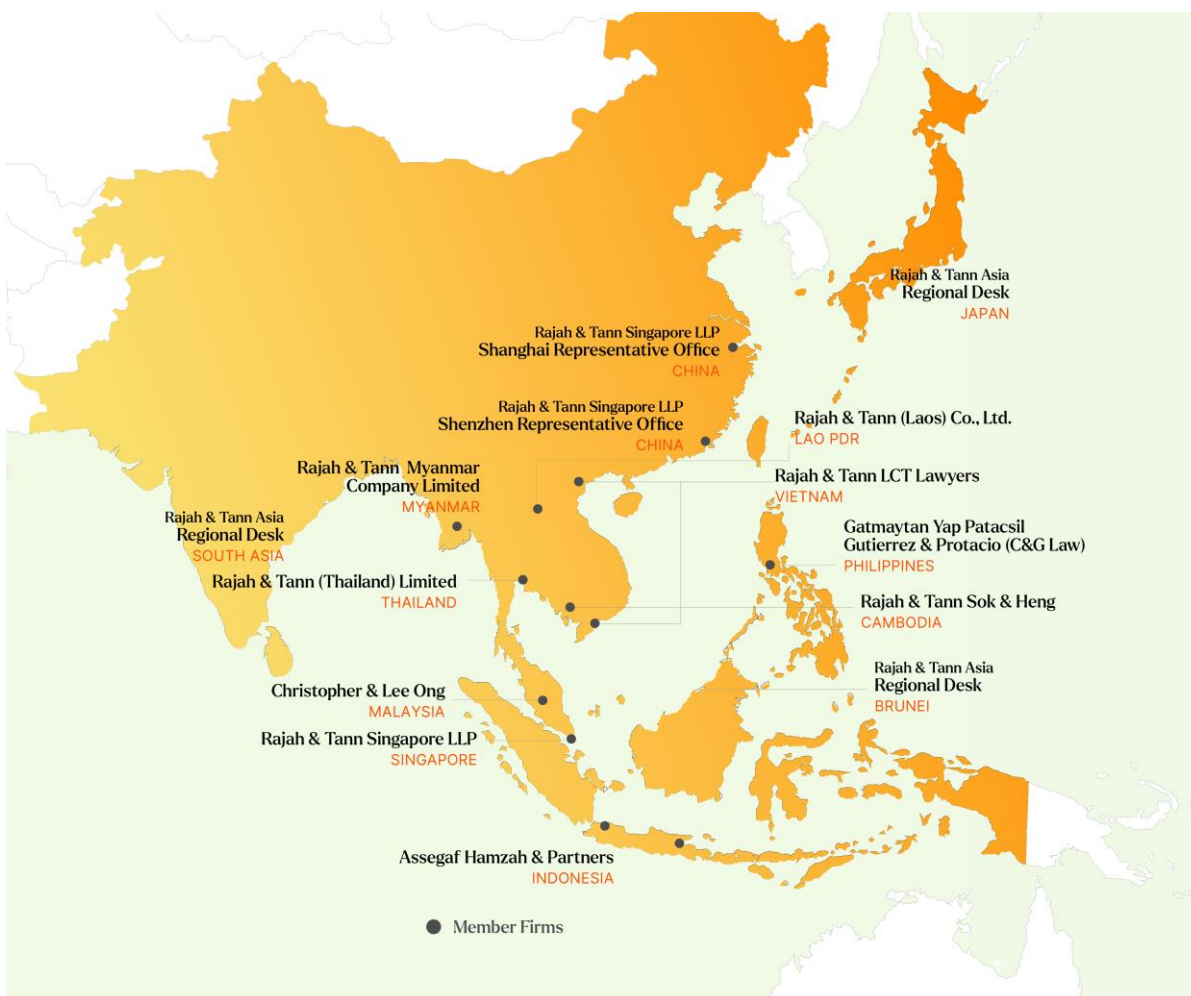 Rajah & Tann Asia
Regional Desk
JAPAN
Rajah & Tann Singapore LLP
Shanghai Representative Office
CHINA
Rajah & Tann Singapore LLP
Shenzhen Representative Office
CHINA
Rajah & Tann (Laos) Co., Ltd.
LAO PDR
Rajah & Tann Myanmar
Company Limited
MYANMAR
Rajah & Tann LCT Lawyers
VIETNAM
Rajah & Tann Asia
Regional Desk
SOUTH ASIA
Gatmaytan Yap Patacsil
Gutierrez & Protacio (C&G Law)
PHILIPPINES
Rajah & Tann (Thailand) Limited
THAILAND
Rajah & Tann Sok & Heng
CAMBODIA
Rajah & Tann Asia
Regional Desk
BRUNEI
Christopher & Lee Ong
MALAYSIA
Rajah & Tann Singapore LLP
SINGAPORE
Assegaf Hamzah & Partners
INDONESIA
Member Firms